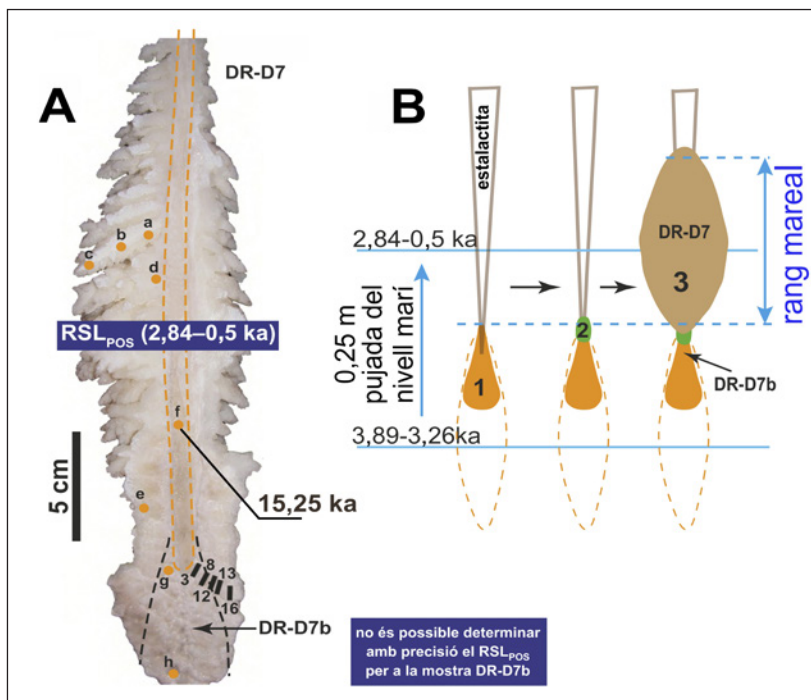 A
DR-D7
a
b
c
d
RSLPOS (2,84–0,5 ka)
f
5 cm
e
15,25 ka
g
3
8
13
12
16
DR-D7b
h
B
estalactita
2,84-0,5 ka
DR-D7
3
rang mareal
0,25 m
pujada del
nivell marí
2
1
DR-D7b
3,89-3,26ka
no és possible determinar
amb precisió el RSLPOS
per a la mostra DR-D7b